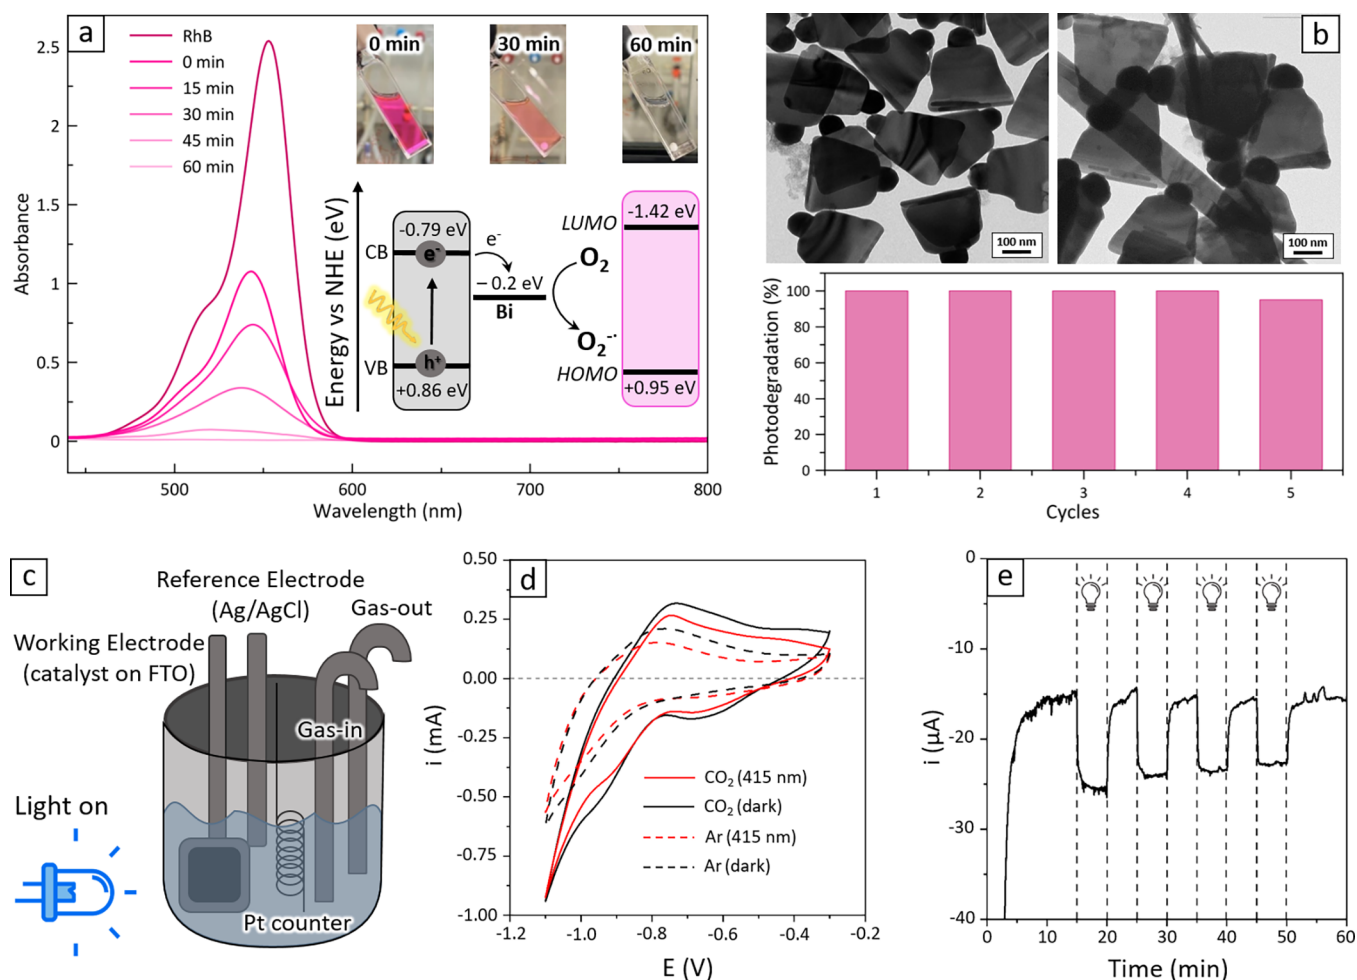 a
RhB
0 min
15 min
30 min
45 min
60 min
0 min
30 min
60 min
2.5
2
1.5
1
0.5
0
Absorbance
500
600
700
800
Wavelength (nm)
Energy vs NHE (eV)
-0.79 eV
CB
e-
e-
− 0.2 eV
Bi
VB
h+
+0.86 eV
LUMO
-1.42 eV
O2
O2-·
HOMO
+0.95 eV
b
100 nm
100 nm
Photodegradation (%)
100
80
60
40
20
0
1
2
3
4
5
Cycles
c
Reference Electrode
(Ag/AgCl)
Gas-out
Working Electrode
(catalyst on FTO)
Gas-in
Light on
Pt counter
d
0.50
0.25
0.00
-0.25
-0.50
-0.75
-1.00
i (mA)
CO2 (415 nm)
CO2 (dark)
Ar (415 nm)
Ar (dark)
-1.2
-1.0
-0.8
-0.6
-0.4
-0.2
E (V)
e
0
-10
-20
-30
-40
i (µA)
0
10
20
30
40
50
60
Time (min)